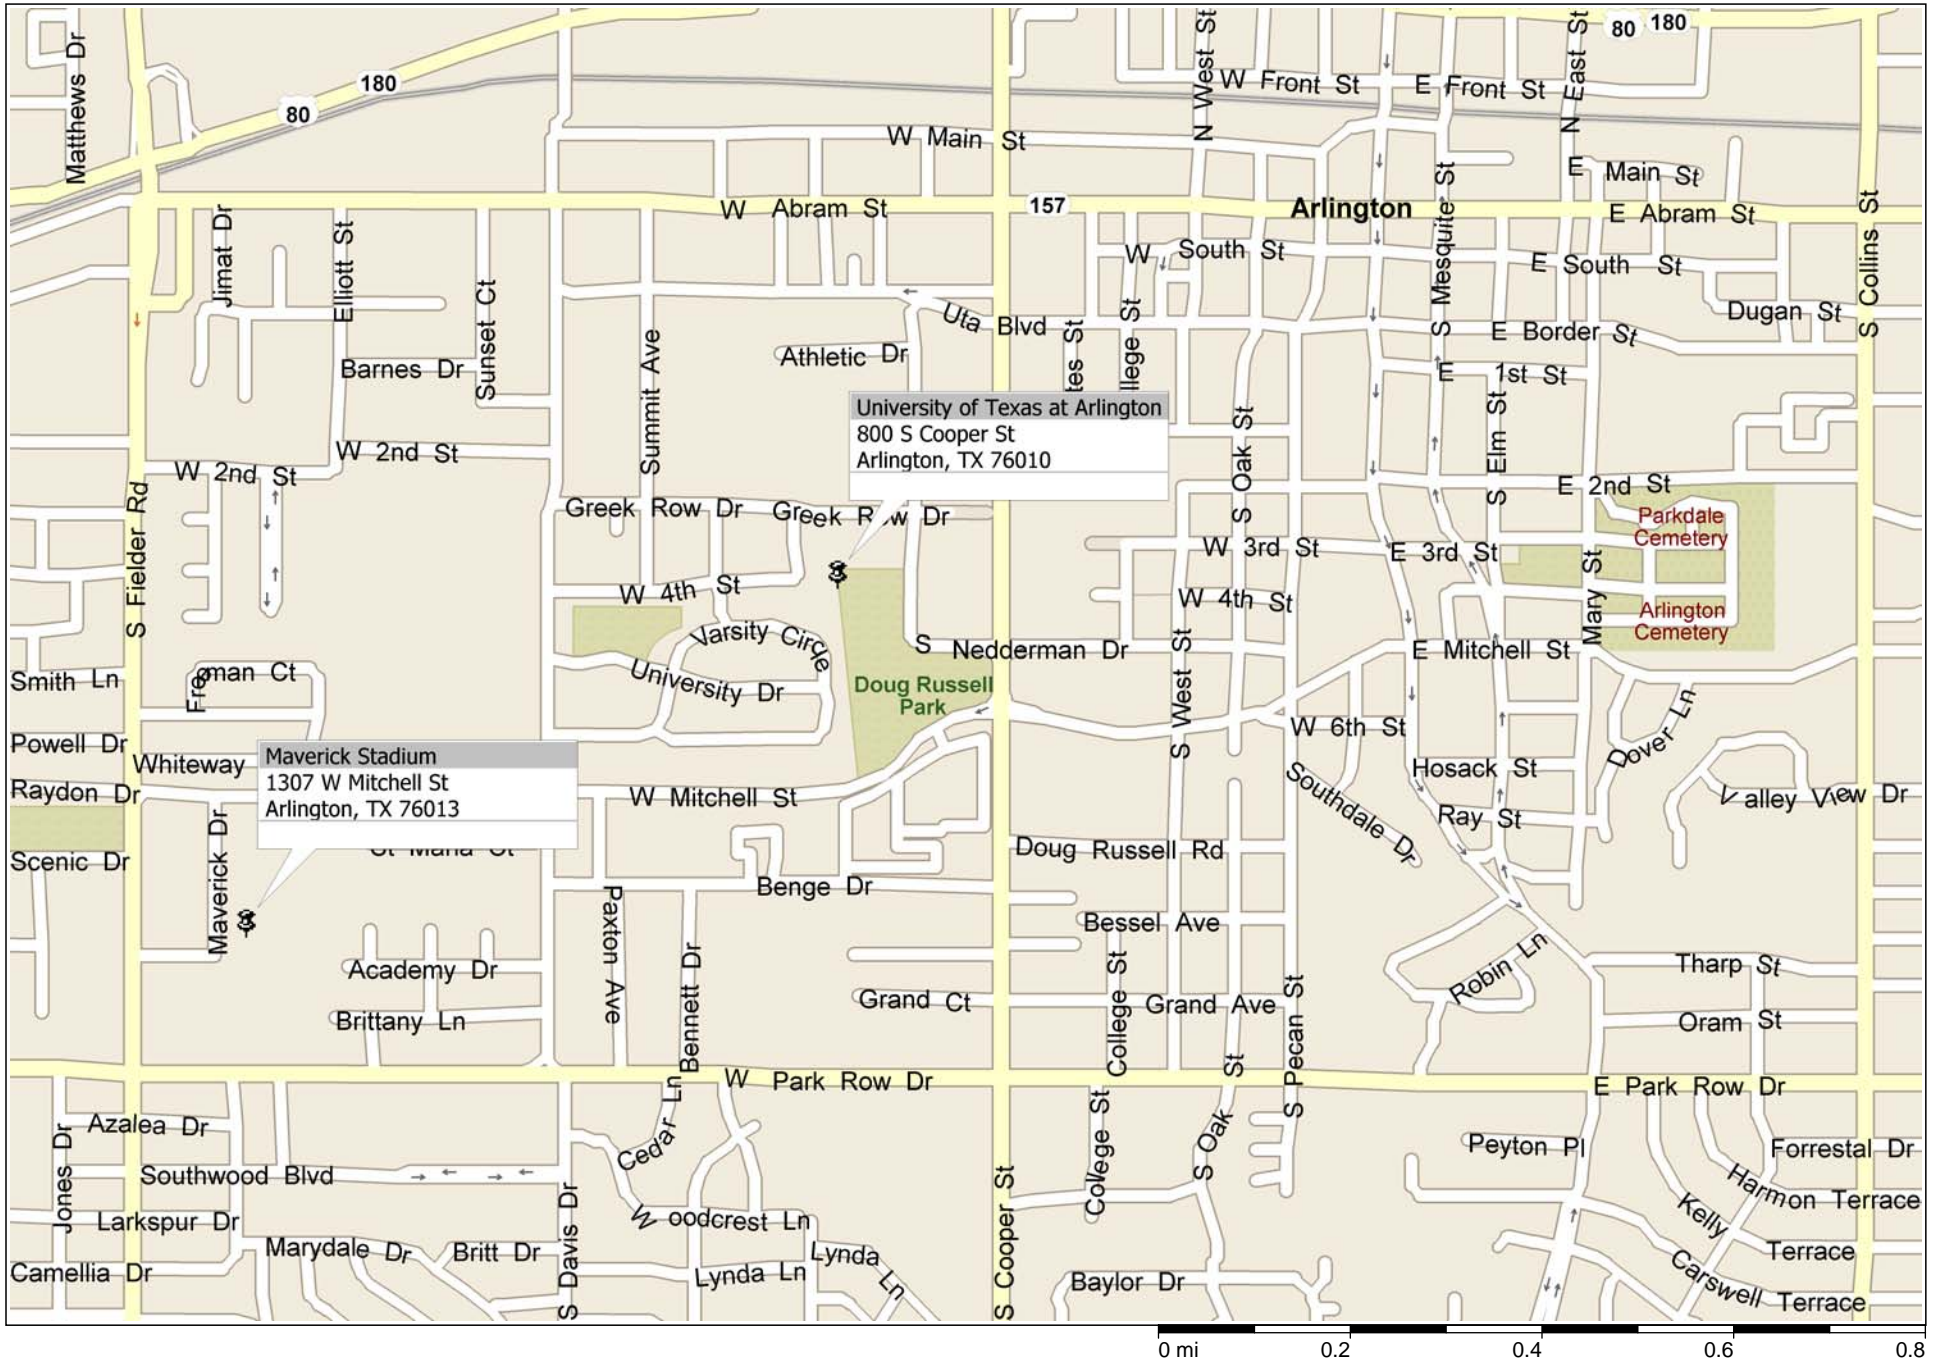 80 180
Matthews Dr
180
80
N West St
W Front St
E Front St
N East St
W Main St
E Main St
Arlington
W Abram St
157
E Abram St
Jimat Dr
Elliott St
W South St
S Mesquite St
E South St
S Collins St
Sunset Ct
Uta Blvd
Dugan St
E Border St
Summit Ave
Athletic Dr
Barnes Dr
E 1st St
University of Texas at Arlington
800 S Cooper St
Arlington, TX 76010
S Oak St
S Elm St
W 2nd St
W 2nd St
E 2nd St
S Fielder Rd
Greek Row Dr
Greek Row Dr
Parkdale
Cemetery
W 3rd St
E 3rd St
W 4th St
W 4th St
Mary St
Arlington
Cemetery
Varsity Circle
S Nedderman Dr
E Mitchell St
Smith Ln
University Dr
Doug Russell
Park
S West St
Dover Ln
W 6th St
Powell Dr
Whiteway
Maverick Stadium
1307 W Mitchell St
Arlington, TX 76013
Hosack St
Raydon Dr
W Mitchell St
Southdale Dr
Valley View Dr
Ray St
Maverick Dr
Scenic Dr
Doug Russell Rd
Benge Dr
Paxton Ave
Bessel Ave
Bennett Dr
Robin Ln
Academy Dr
College St
Tharp St
Grand Ct
Grand Ave
S Pecan St
Brittany Ln
Oram St
W Park Row Dr
E Park Row Dr
Azalea Dr
Jones Dr
Cedar Ln
College St
S Oak St
Peyton Pl
Forrestal Dr
Southwood Blvd
Harmon Terrace
Larkspur Dr
Woodcrest Ln
Kelly Terrace
S Davis Dr
S Cooper St
Marydale Dr
Britt Dr
Lynda Ln
Camellia Dr
Lynda Ln
Baylor Dr
Carswell Terrace
0 mi 0.2 0.4 0.6 0.8